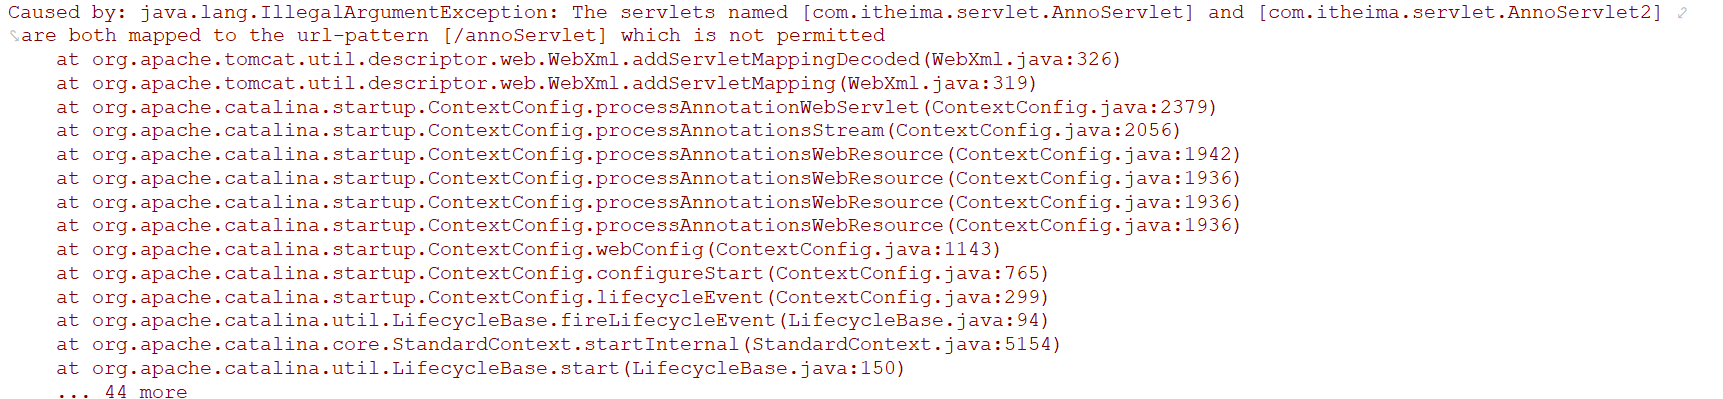 Caused by: java.lang.IllegalArgumentException: The servlets named [com.itheima.servlet.AnnoServlet] and [com.itheima.servlet.AnnoServlet2]
are both mapped to the url-pattern [/annoServlet] which is not permitted
at org.apache.tomcat.util.descriptor.web.WebXml.addServletMappingDecoded(WebXml.java:326)
at org.apache.tomcat.util.descriptor.web.WebXml.addServletMapping(WebXml.java:319)
at org.apache.catalina.startup.ContextConfig.processAnnotationWebServlet(ContextConfig.java:2379)
at org.apache.catalina.startup.ContextConfig.processAnnotationsStream(ContextConfig.java:2056)
at org.apache.catalina.startup.ContextConfig.processAnnotationsWebResource(ContextConfig.java:1942)
at org.apache.catalina.startup.ContextConfig.processAnnotationsWebResource(ContextConfig.java:1936)
at org.apache.catalina.startup.ContextConfig.processAnnotationsWebResource(ContextConfig.java:1936)
at org.apache.catalina.startup.ContextConfig.processAnnotationsWebResource(ContextConfig.java:1936)
at org.apache.catalina.startup.ContextConfig.webConfig(ContextConfig.java:1143)
at org.apache.catalina.startup.ContextConfig.configureStart(ContextConfig.java:765)
at org.apache.catalina.startup.ContextConfig.lifecycleEvent(ContextConfig.java:299)
at org.apache.catalina.util.LifecycleBase.fireLifecycleEvent(LifecycleBase.java:94)
at org.apache.catalina.core.StandardContext.startInternal(StandardContext.java:5154)
at org.apache.catalina.util.LifecycleBase.start(LifecycleBase.java:150)
... 44 more